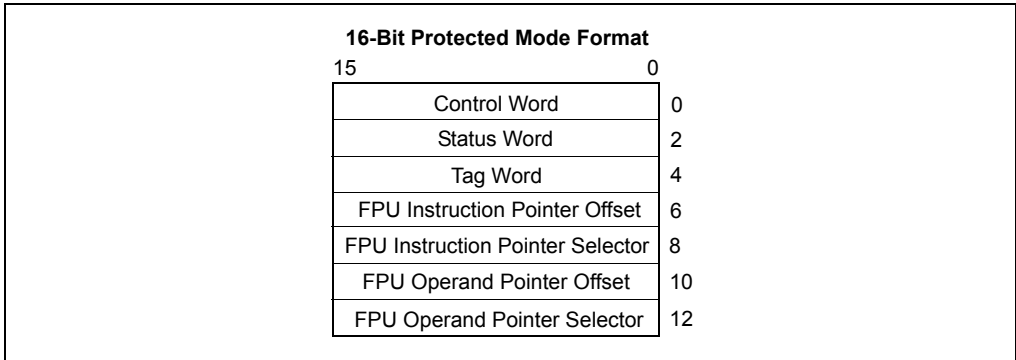 16-Bit Protected Mode Format
15 0
Control Word 0
Status Word 2
Tag Word 4
FPU Instruction Pointer Offset 6
FPU Instruction Pointer Selector 8
FPU Operand Pointer Offset 10
FPU Operand Pointer Selector 12